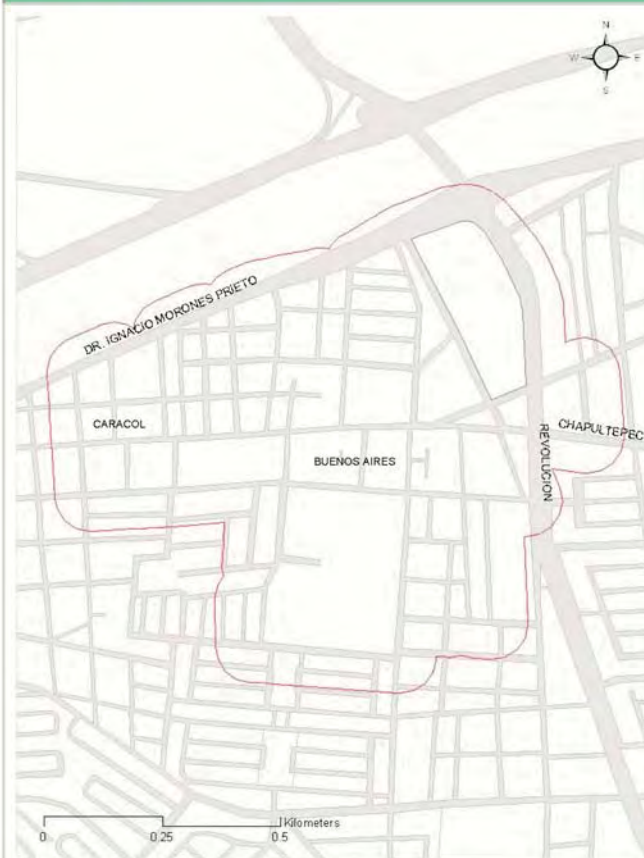 N
W E
S
DR. IGNACIO MORONES PRIETO
CARACOL
CHAPULTEPEC
REVOLUCION
BUENOS AIRES
Kilometers
0 0.25 0.5